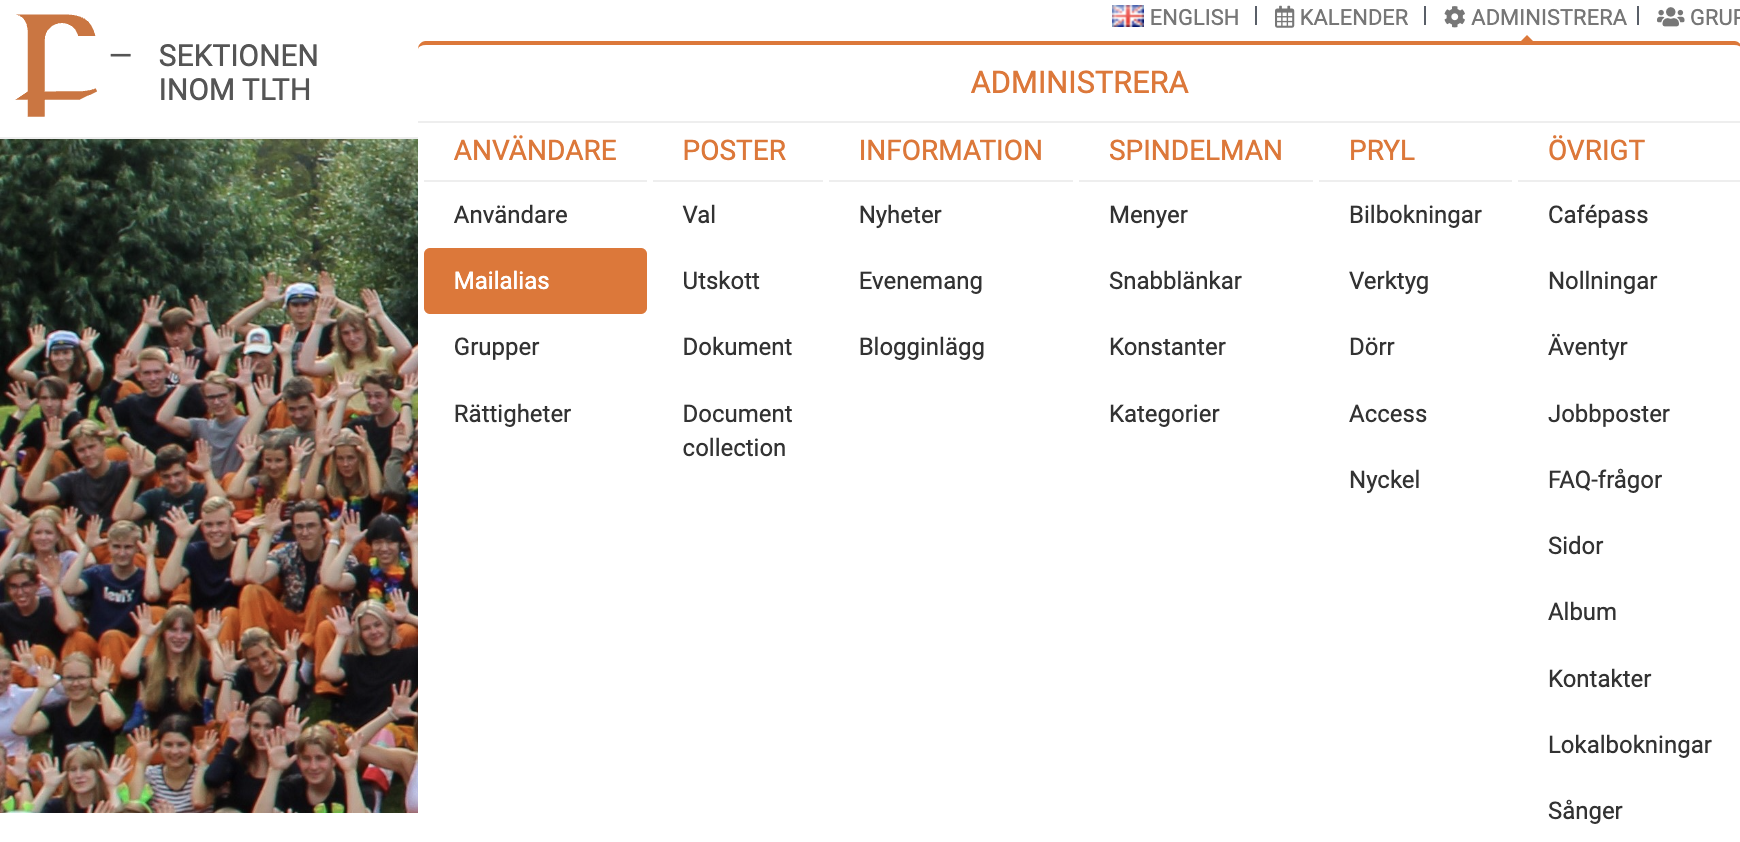 ENGLISH | KALENDER | ADMINISTRERA | GRUP
F — SEKTIONEN
INOM TLTH
ADMINISTRERA
ANVÄNDARE
Användare
Mailalias
Grupper
Rättigheter
POSTER
Val
Utskott
Dokument
Document
collection
INFORMATION
Nyheter
Evenemang
Blogginlägg
SPINDELMAN
Menyer
Snabblänkar
Konstanter
Kategorier
PRYL
Bilbokningar
Verktyg
Dörr
Access
Nyckel
ÖVRIGT
Cafépass
Nollningar
Äventyr
Jobbposter
FAQ-frågor
Sidor
Album
Kontakter
Lokalbokningar
Sånger
Levi's